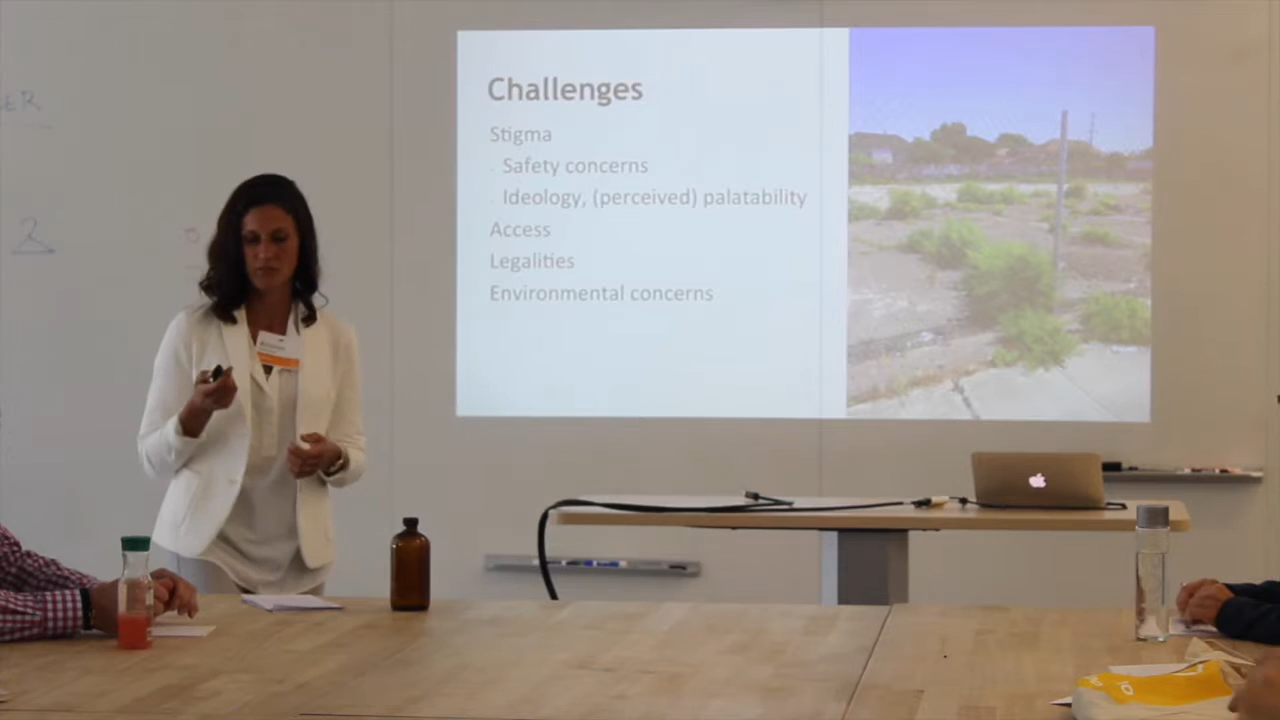 Challenges
Stigma
Safety concerns
Ideology, (perceived) palatability
Access
Legalities
Environmental concerns